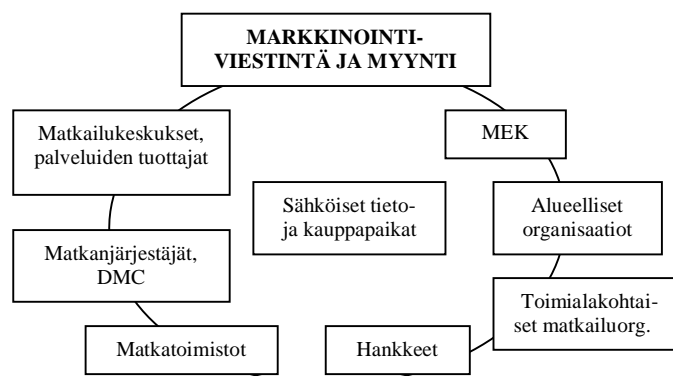 MARKKINOINTI-
VIESTINTÄ JA MYYNTI
Matkailukeskukset,
palveluiden tuottajat
MEK
Sähköiset tieto-
ja kauppapaikat
Alueelliset
organisaatiot
Matkanjärjestäjät,
DMC
Toimialakohtai-
set matkailuorg.
Matkatoimistot
Hankkeet